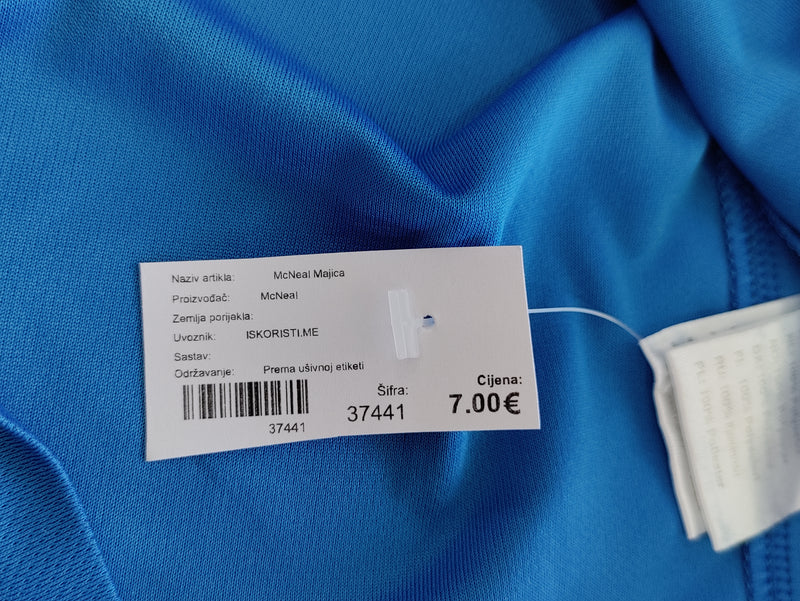 Naziv artikla: McNeal Majica
Proizvođač: McNeal
Zemlja porijekla:
Uvoznik: ISKORISTI.ME
Sastav:
Održavanje: Prema ušivnoj etiketi
Šifra: Cijena:
37441 37441 7.00€